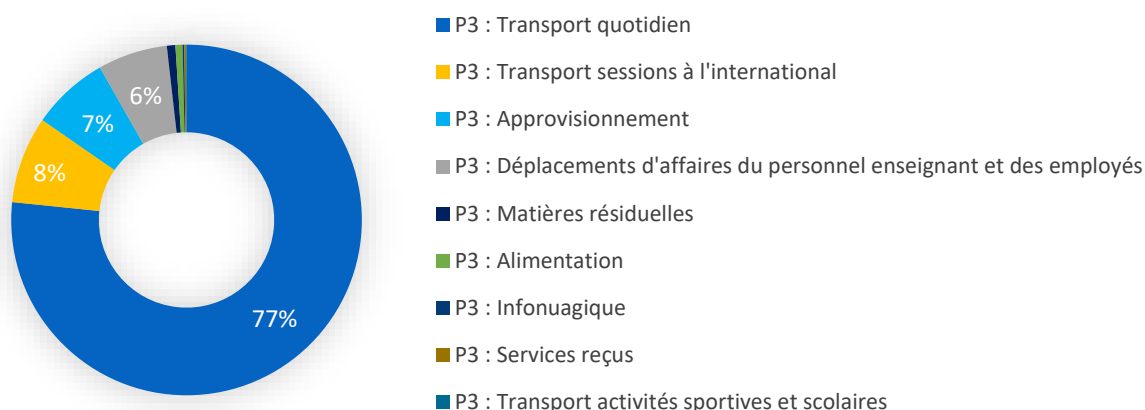 P3 : Transport quotidien
P3 : Transport sessions à l'international
P3 : Approvisionnement
P3 : Déplacements d'affaires du personnel enseignant et des employés
P3 : Matières résiduelles
P3 : Alimentation
P3 : Infonuagique
P3 : Services reçus
P3 : Transport activités sportives et scolaires
6%
7%
8%
77%